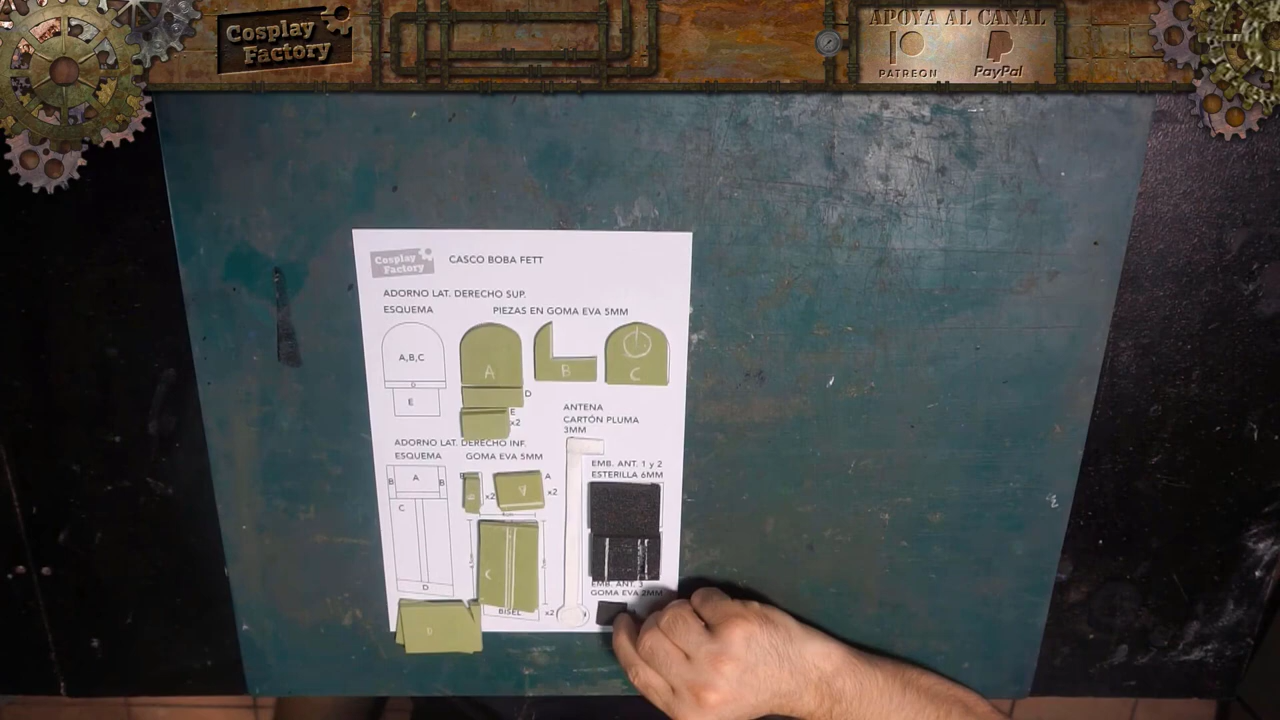 Cosplay
Factory
APOYA AL CANAL
PATREON
PayPal
Cosplay
Factory
CASCO BOBA FETT
ADORNO LAT. DERECHO SUP.
ESQUEMA
PIEZAS EN GOMA EVA 5MM
A,B,C
D
E
A
B
C
D
E
x2
ANTENA
CARTÓN PLUMA
3MM
ADORNO LAT. DERECHO INF.
ESQUEMA
GOMA EVA 5MM
B
A
B
C
D
B
B
x2
A
A
x2
C
BISEL
x2
D
EMB. ANT. 1 y 2
ESTERILLA 6MM
EMB. ANT. 3
GOMA EVA 2MM